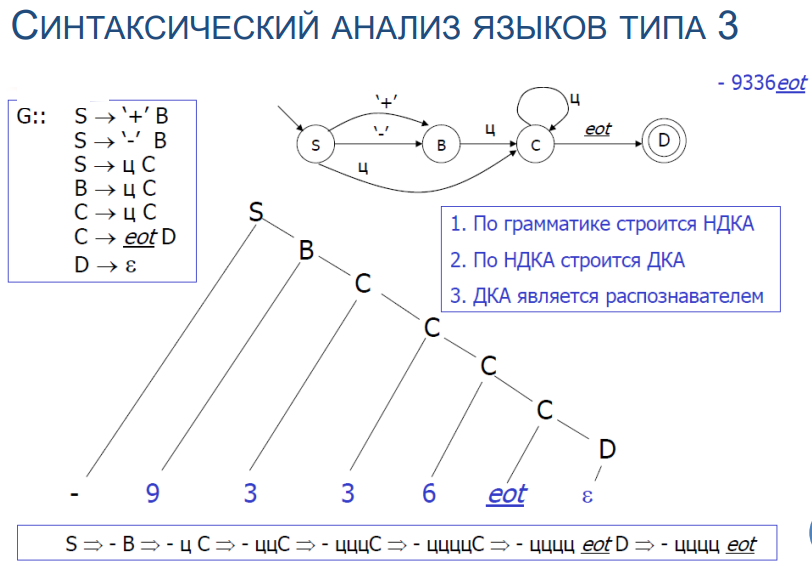 СИНТАКСИЧЕСКИЙ АНАЛИЗ ЯЗЫКОВ ТИПА 3
- 9336eot
G:: S → ‘+’ B
S → ‘-’ B
S → ц C
B → ц C
C → ц C
C → eot D
D → ε
‘+’
‘-’
ц
ц
ц
eot
S
B
C
D
1. По грамматике строится НДКА
2. По НДКА строится ДКА
3. ДКА является распознавателем
S
B
C
C
C
C
D
- 9 3 3 6 eot ε
S ⇒ - B ⇒ - ц C ⇒ - ццC ⇒ - цццC ⇒ - ццццC ⇒ - цццц eot D ⇒ - цццц eot